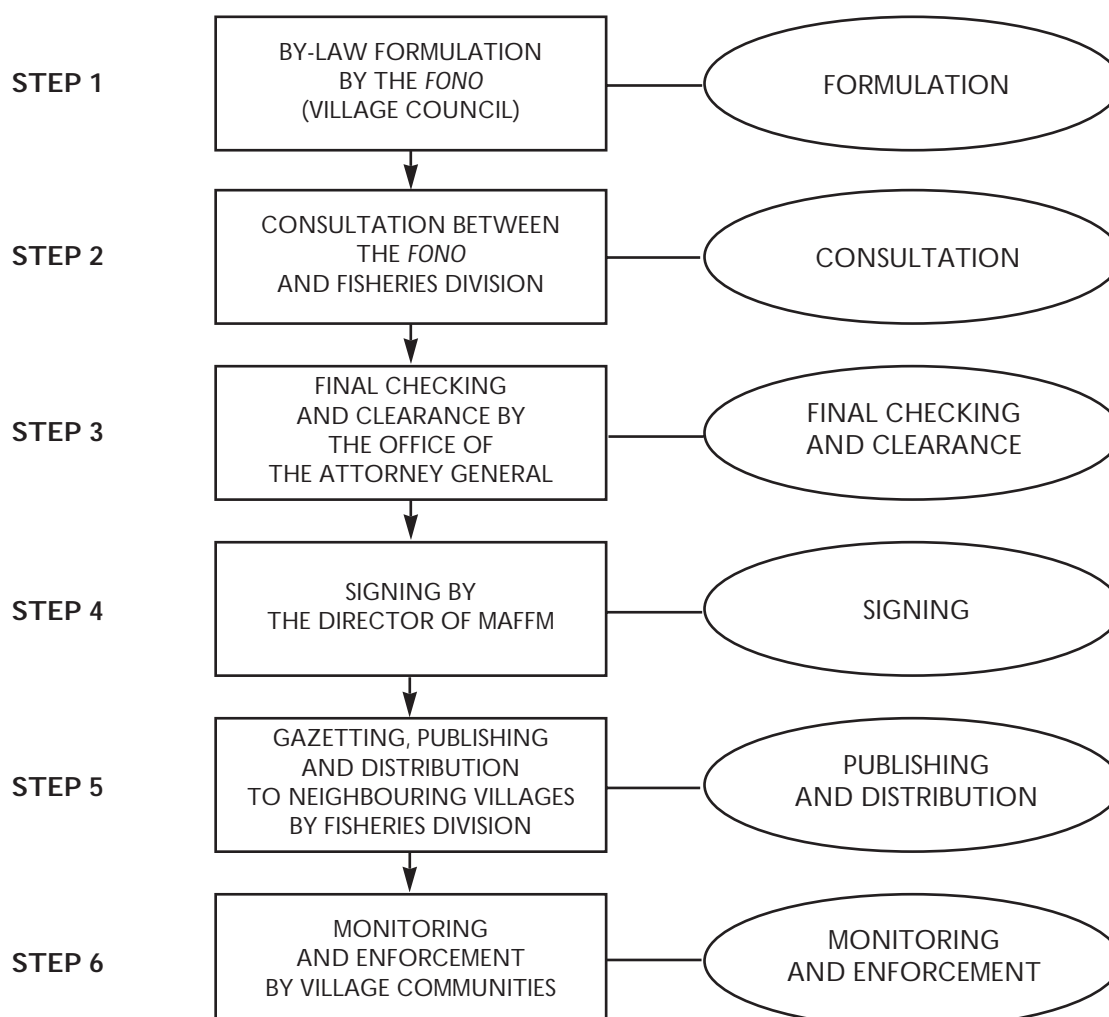 STEP 1
BY-LAW FORMULATION
BY THE FONO
(VILLAGE COUNCIL)
FORMULATION
STEP 2
CONSULTATION BETWEEN
THE FONO
AND FISHERIES DIVISION
CONSULTATION
STEP 3
FINAL CHECKING
AND CLEARANCE BY
THE OFFICE OF
THE ATTORNEY GENERAL
FINAL CHECKING
AND CLEARANCE
STEP 4
SIGNING BY
THE DIRECTOR OF MAFFM
SIGNING
STEP 5
GAZETTING, PUBLISHING
AND DISTRIBUTION
TO NEIGHBOURING VILLAGES
BY FISHERIES DIVISION
PUBLISHING
AND DISTRIBUTION
STEP 6
MONITORING
AND ENFORCEMENT
BY VILLAGE COMMUNITIES
MONITORING
AND ENFORCEMENT